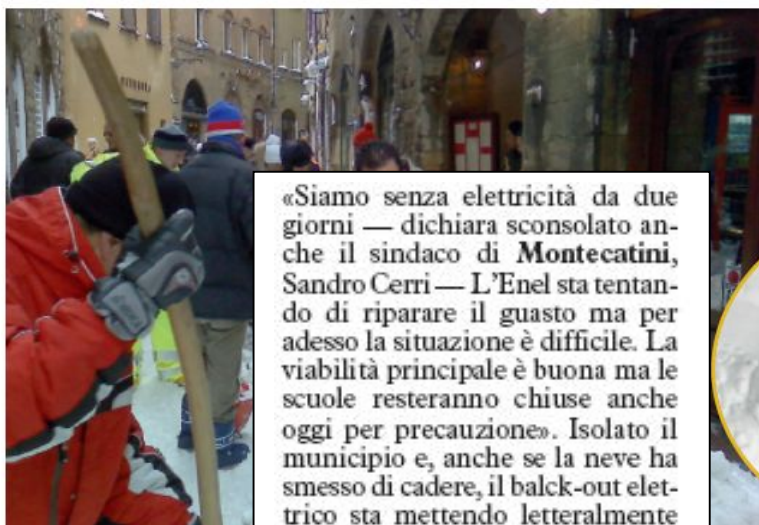 «Siamo senza elettricità da due
giorni — dichiara sconsolato an-
che il sindaco di Montecatini,
Sandro Cerri — L'Enel sta tentan-
do di riparare il guasto ma per
adesso la situazione è difficile. La
viabilità principale è buona ma le
scuole resteranno chiuse anche
oggi per precauzione». Isolato il
municipio e, anche se la neve ha
smesso di cadere, il balck-out elet-
trico sta mettendo letteralmente